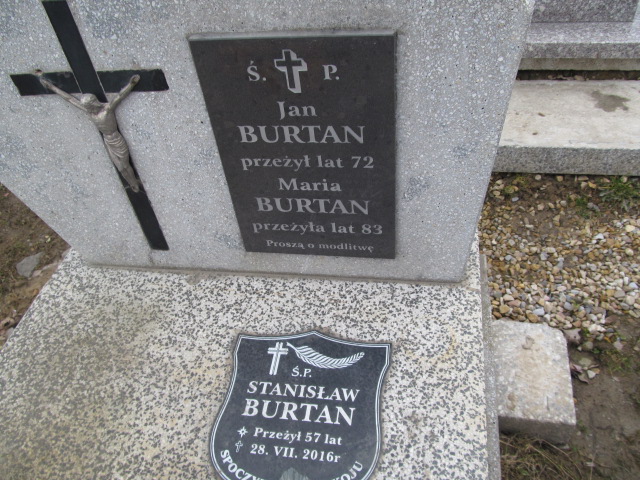 Ś. P.
Jan
BURTAN
przeżył lat 72
Maria
BURTAN
przeżyła lat 83
Proszą o modlitwę
Ś.P.
STANISŁAW
BURTAN
Przeżył 57 lat
28. VII. 2016r